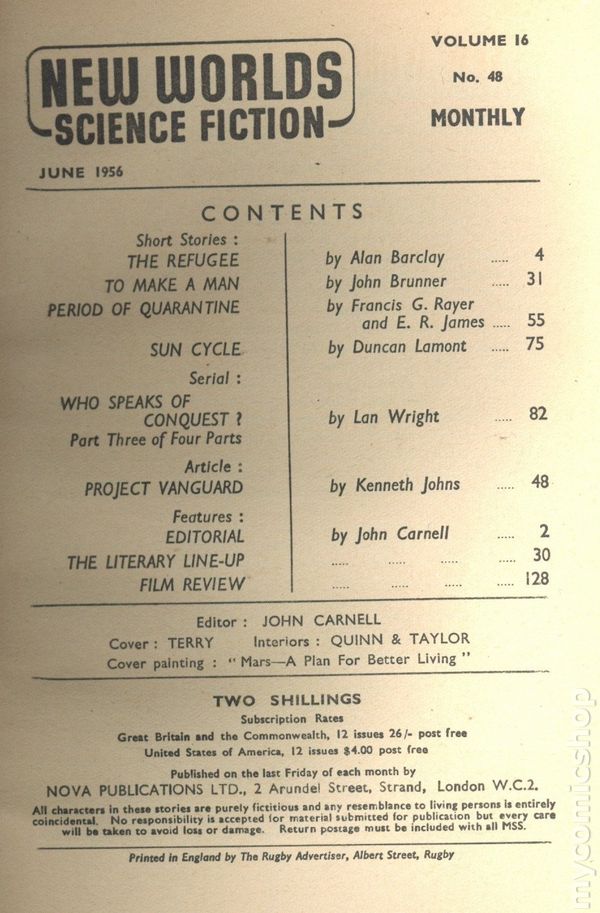 NEW WORLDS
SCIENCE FICTION
VOLUME 16
No. 48
MONTHLY
JUNE 1956
CONTENTS
Short Stories :
THE REFUGEE by Alan Barclay ..... 4
TO MAKE A MAN by John Brunner ..... 31
PERIOD OF QUARANTINE by Francis G. Rayer
and E. R. James ..... 55
SUN CYCLE by Duncan Lamont ..... 75
Serial :
WHO SPEAKS OF
CONQUEST ? by Lan Wright ..... 82
Part Three of Four Parts
Article :
PROJECT VANGUARD by Kenneth Johns ..... 48
Features :
EDITORIAL by John Carnell ..... 2
THE LITERARY LINE-UP ..... ..... ..... ..... 30
FILM REVIEW ..... ..... ..... ..... 128
Editor : JOHN CARNELL
Cover : TERRY Interiors : QUINN & TAYLOR
Cover painting : " Mars—A Plan For Better Living "
TWO SHILLINGS
Subscription Rates
Great Britain and the Commonwealth, 12 issues 26/- post free
United States of America, 12 issues $4.00 post free
Published on the last Friday of each month by
NOVA PUBLICATIONS LTD., 2 Arundel Street, Strand, London W.C.2.
All characters in these stories are purely fictitious and any resemblance to living persons is entirely
coincidental. No responsibility is accepted for material submitted for publication but every care
will be taken to avoid loss or damage. Return postage must be included with all MSS.
Printed in England by The Rugby Advertiser, Albert Street, Rugby
mycomicshop